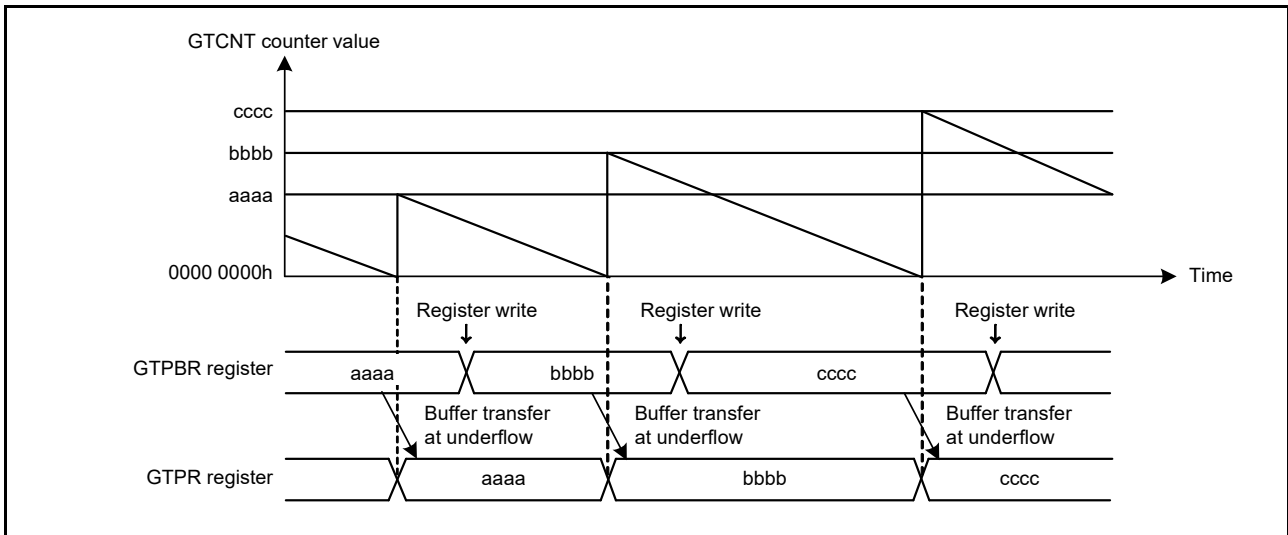 GTCNT counter value
cccc
bbbb
aaaa
0000 0000h
Time
Register write
Register write
Register write
GTPBR register
aaaa
bbbb
cccc
Buffer transfer
at underflow
Buffer transfer
at underflow
Buffer transfer
at underflow
GTPR register
aaaa
bbbb
cccc